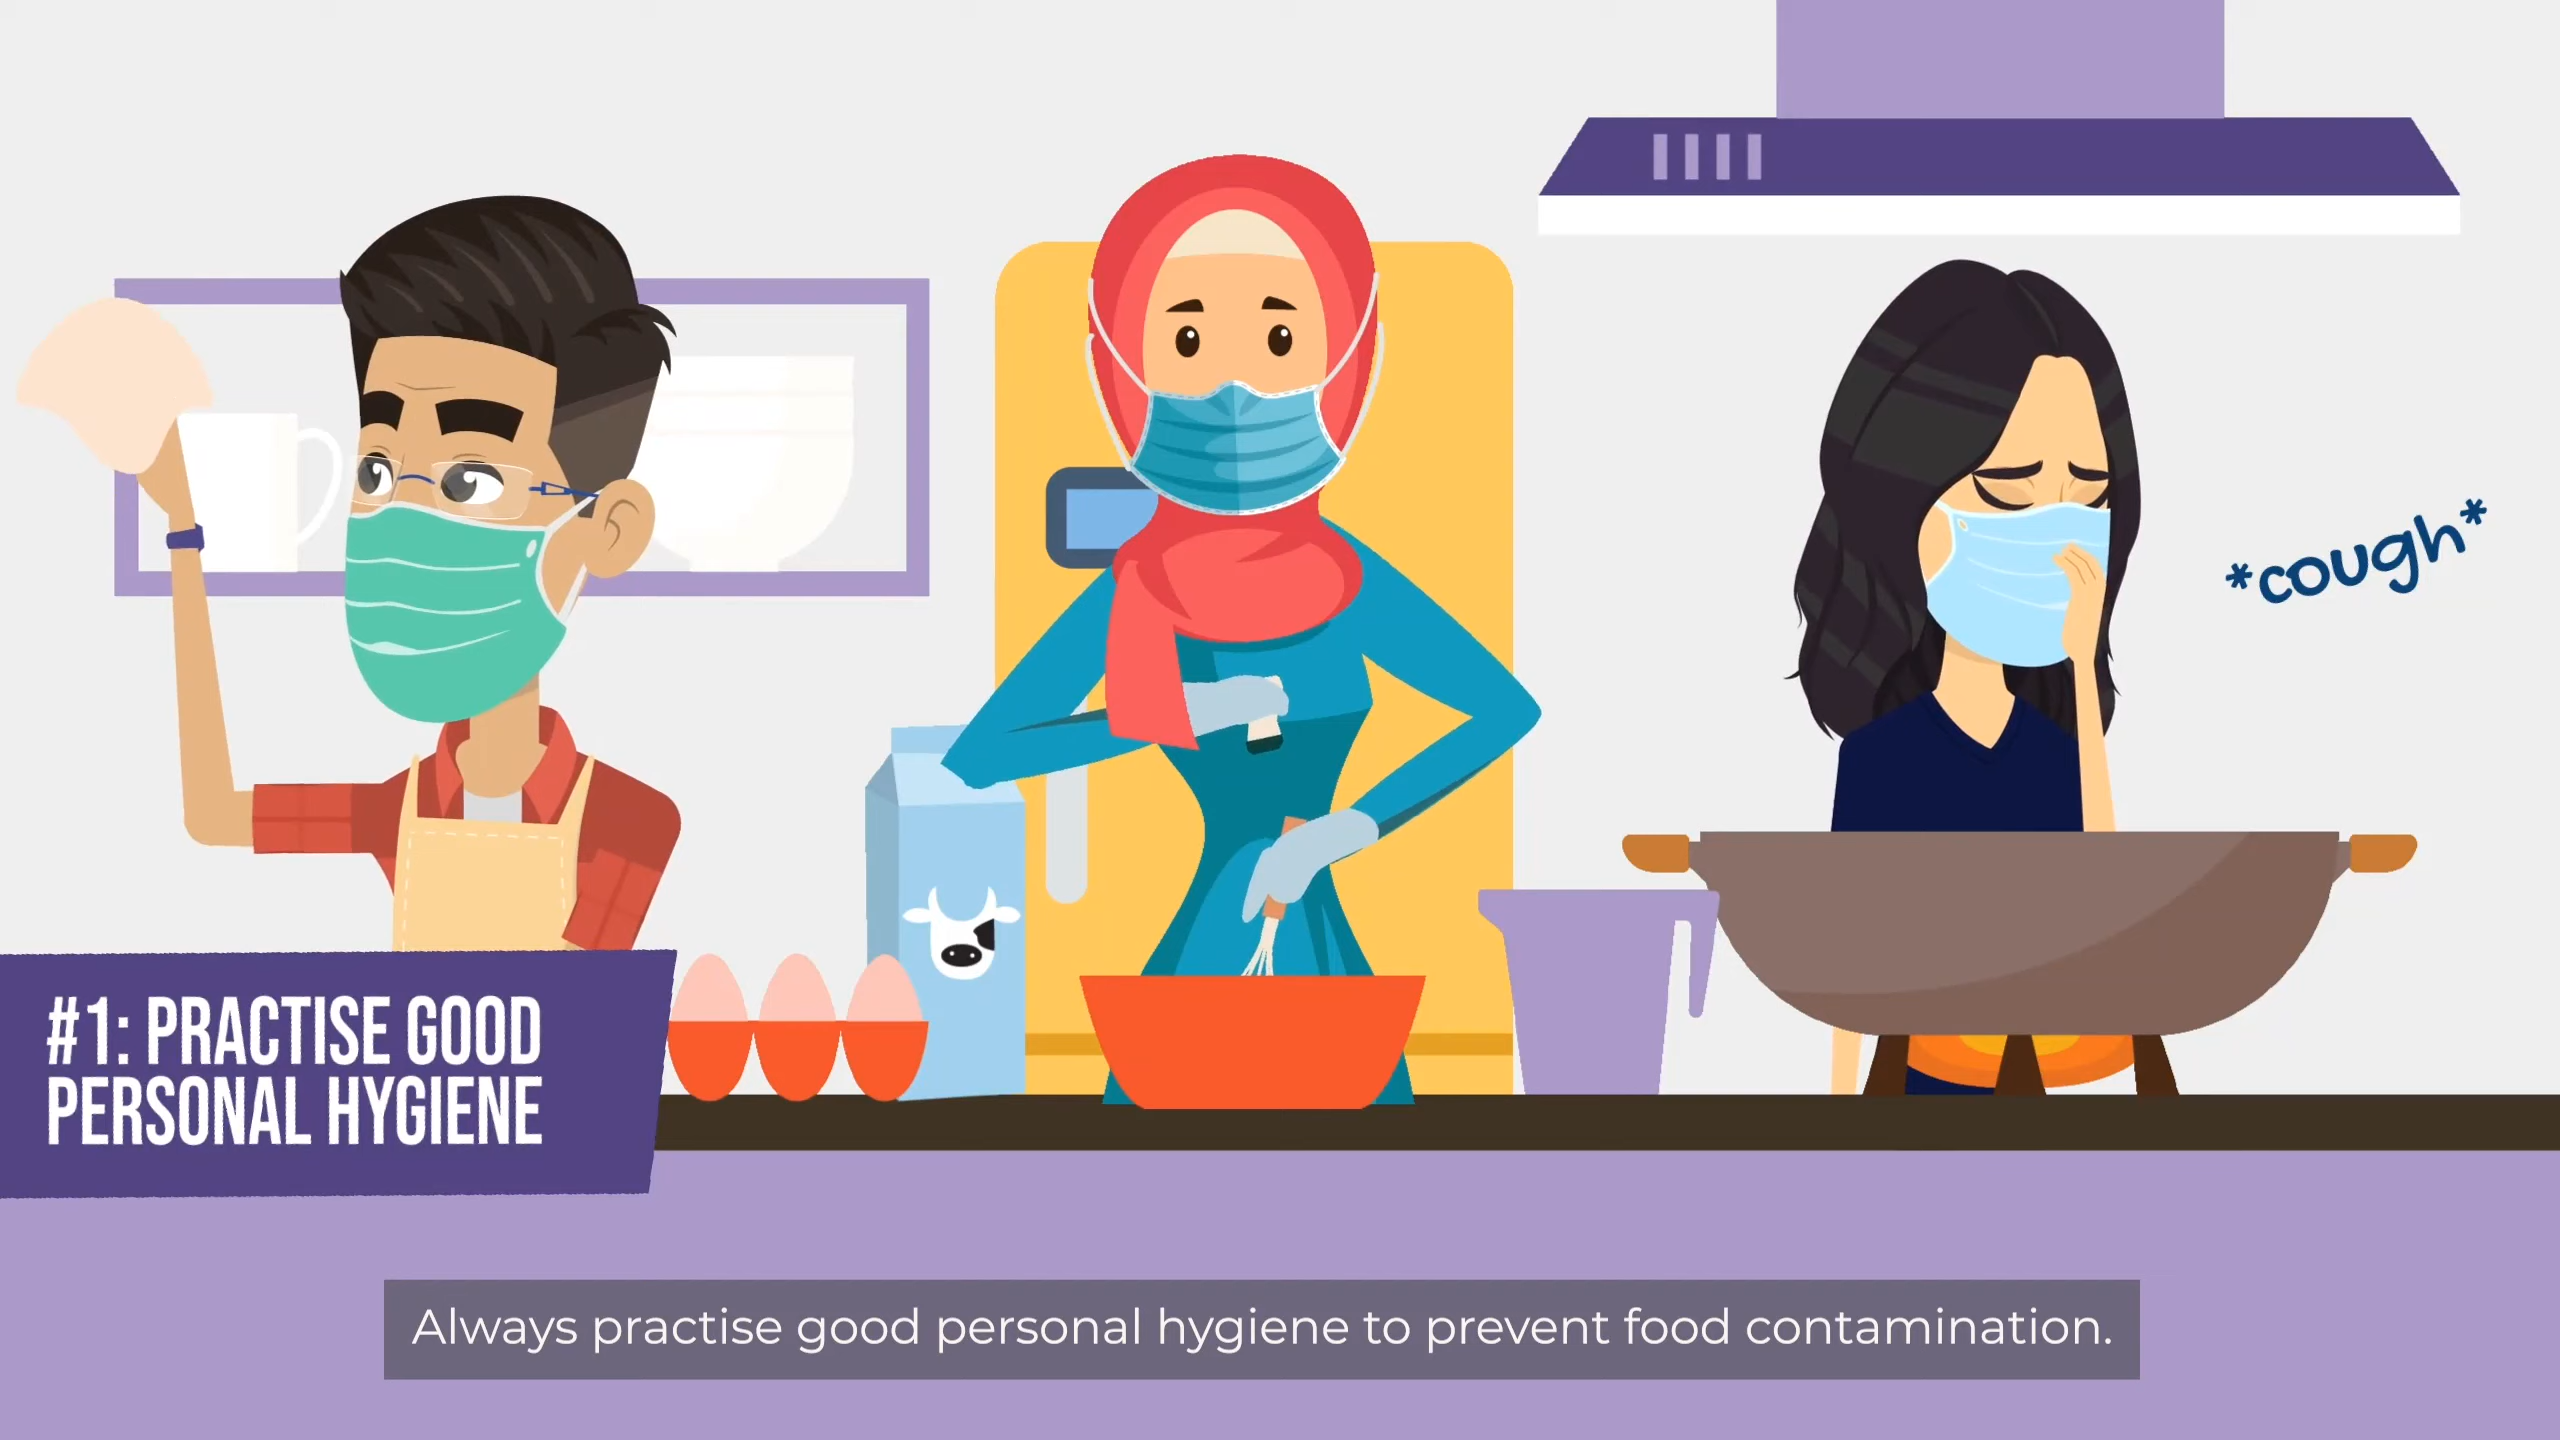 *cough*
#1: PRACTISE GOOD
PERSONAL HYGIENE
Always practise good personal hygiene to prevent food contamination.